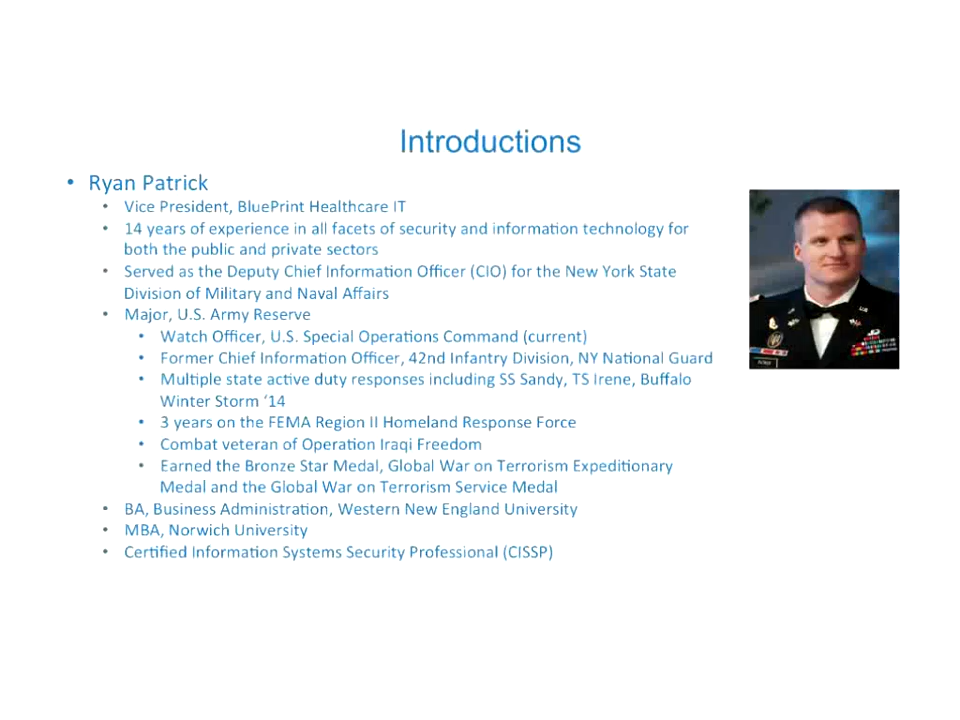 Introductions
• Ryan Patrick
• Vice President, BluePrint Healthcare IT
• 14 years of experience in all facets of security and information technology for
both the public and private sectors
• Served as the Deputy Chief Information Officer (CIO) for the New York State
Division of Military and Naval Affairs
• Major, U.S. Army Reserve
• Watch Officer, U.S. Special Operations Command (current)
• Former Chief Information Officer, 42nd Infantry Division, NY National Guard
• Multiple state active duty responses including SS Sandy, TS Irene, Buffalo
Winter Storm ‘14
• 3 years on the FEMA Region II Homeland Response Force
• Combat veteran of Operation Iraqi Freedom
• Earned the Bronze Star Medal, Global War on Terrorism Expeditionary
Medal and the Global War on Terrorism Service Medal
• BA, Business Administration, Western New England University
• MBA, Norwich University
• Certified Information Systems Security Professional (CISSP)